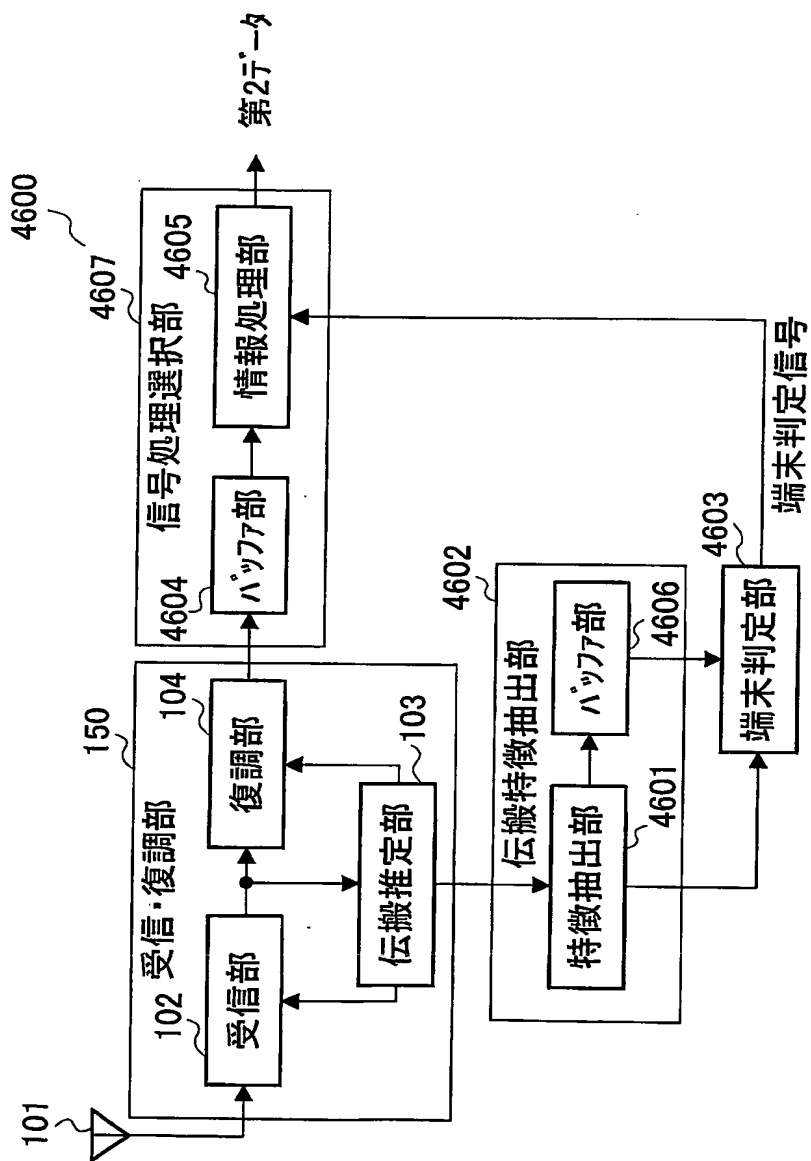 4600
101
150
受信・復調部
102
受信部
104
復調部
伝搬推定部
103
4607
信号処理選択部
4604
バッファ部
4605
情報処理部
第2データ
4602
伝搬特徴抽出部
特徴抽出部
4601
バッファ部
4606
4603
端末判定部
端末判定信号